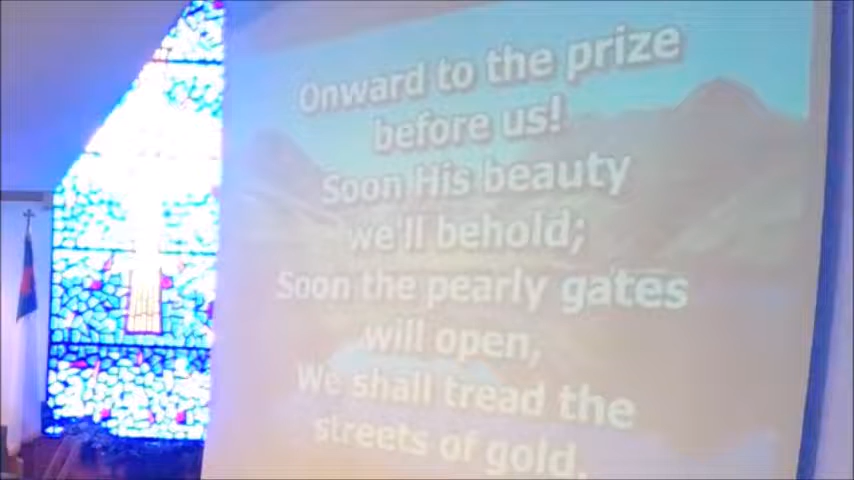 Onward to the prize
before us!
Soon His beauty
we'll behold;
Soon the pearly gates
will open,
We shall tread the
streets of gold.